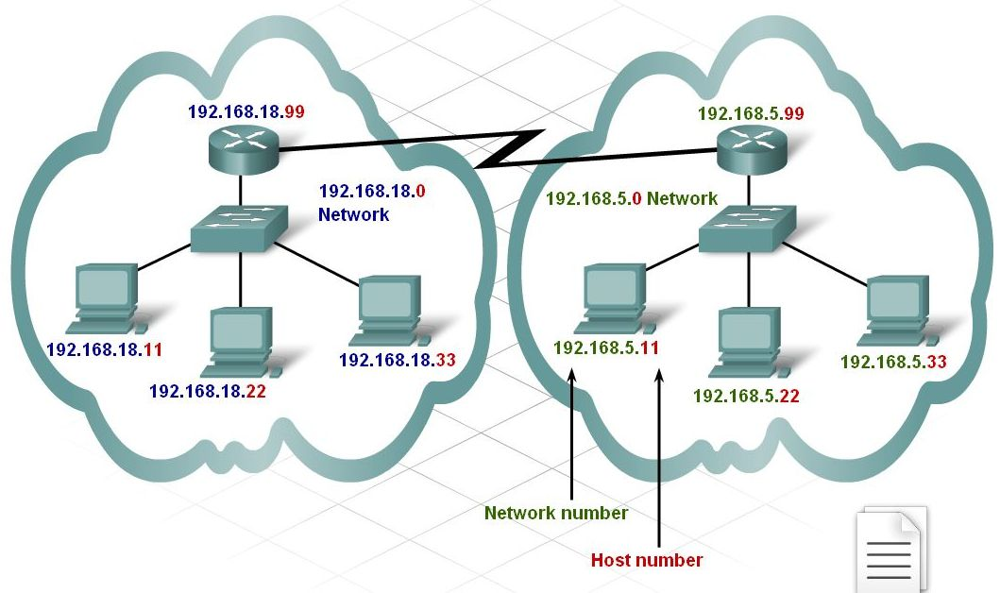 192.168.18.99
192.168.5.99
192.168.18.0
Network
192.168.5.0 Network
192.168.18.11
192.168.18.22
192.168.18.33
192.168.5.11
192.168.5.22
192.168.5.33
Network number
Host number